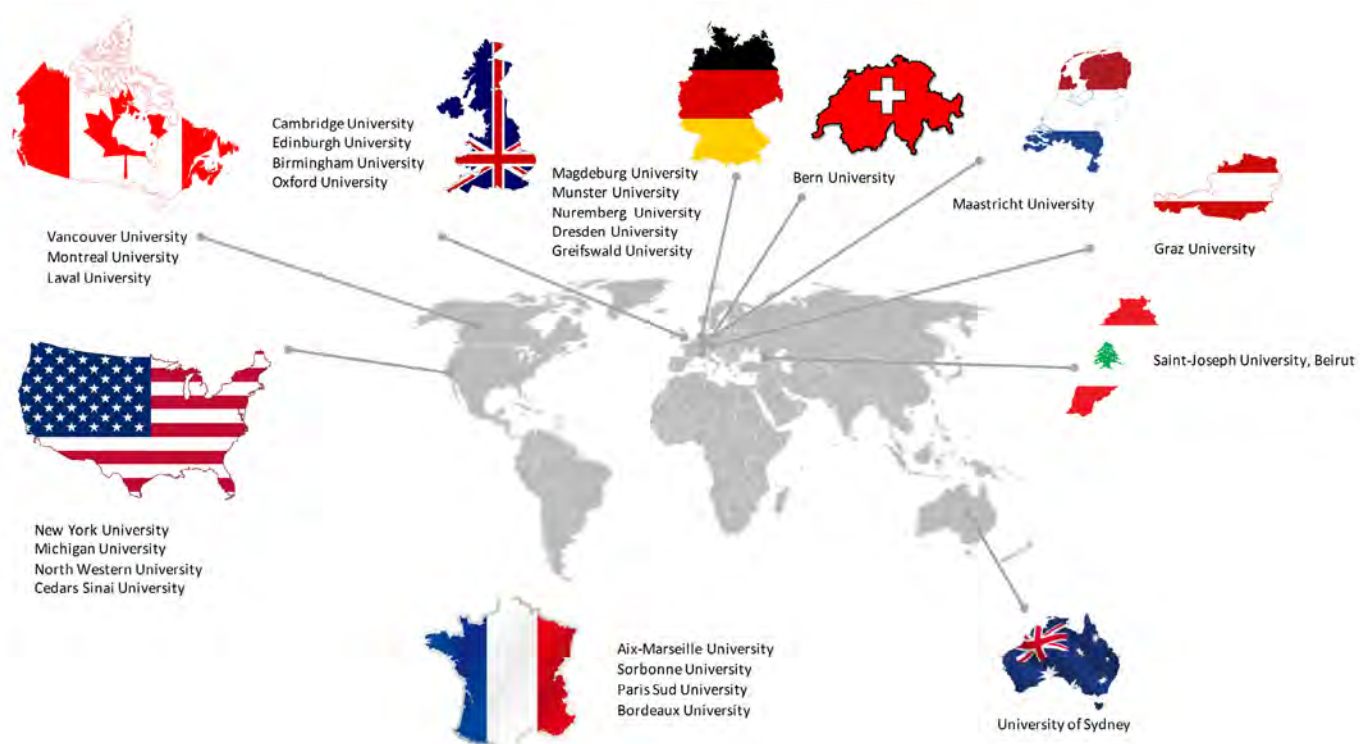 Cambridge University
Edinburgh University
Birmingham University
Oxford University
Magdeburg University
Munster University
Nuremberg University
Dresden University
Greifswald University
Bern University
Maastricht University
Graz University
Vancouver University
Montreal University
Laval University
Saint-Joseph University, Beirut
New York University
Michigan University
North Western University
Cedars Sinai University
Aix-Marseille University
Sorbonne University
Paris Sud University
Bordeaux University
University of Sydney